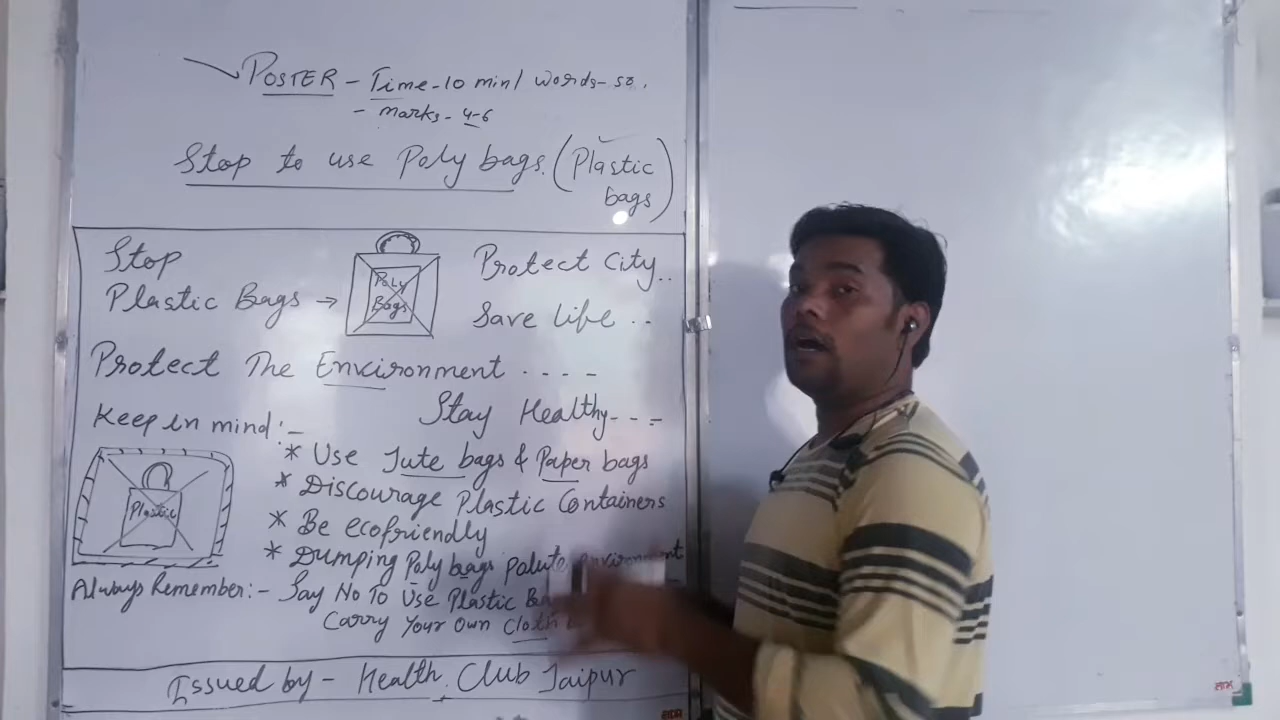 POSTER - Time-10 min/ words-50.
- marks- 4-6
Stop to use Poly bags. (Plastic bags)
Stop
Plastic Bags →
Poly
Bags
Protect City..
Save Life ..
Protect The Environment . . . .
Stay Healthy- - -
Keep in mind:-
* Use Jute bags & Paper bags
* Discourage Plastic Containers
* Be ecofriendly
* Dumping Poly bags Polute Environment
Plastic
Always Remember:- Say No To Use Plastic
Carry Your Own Cloth
Issued by - Health Club Jaipur